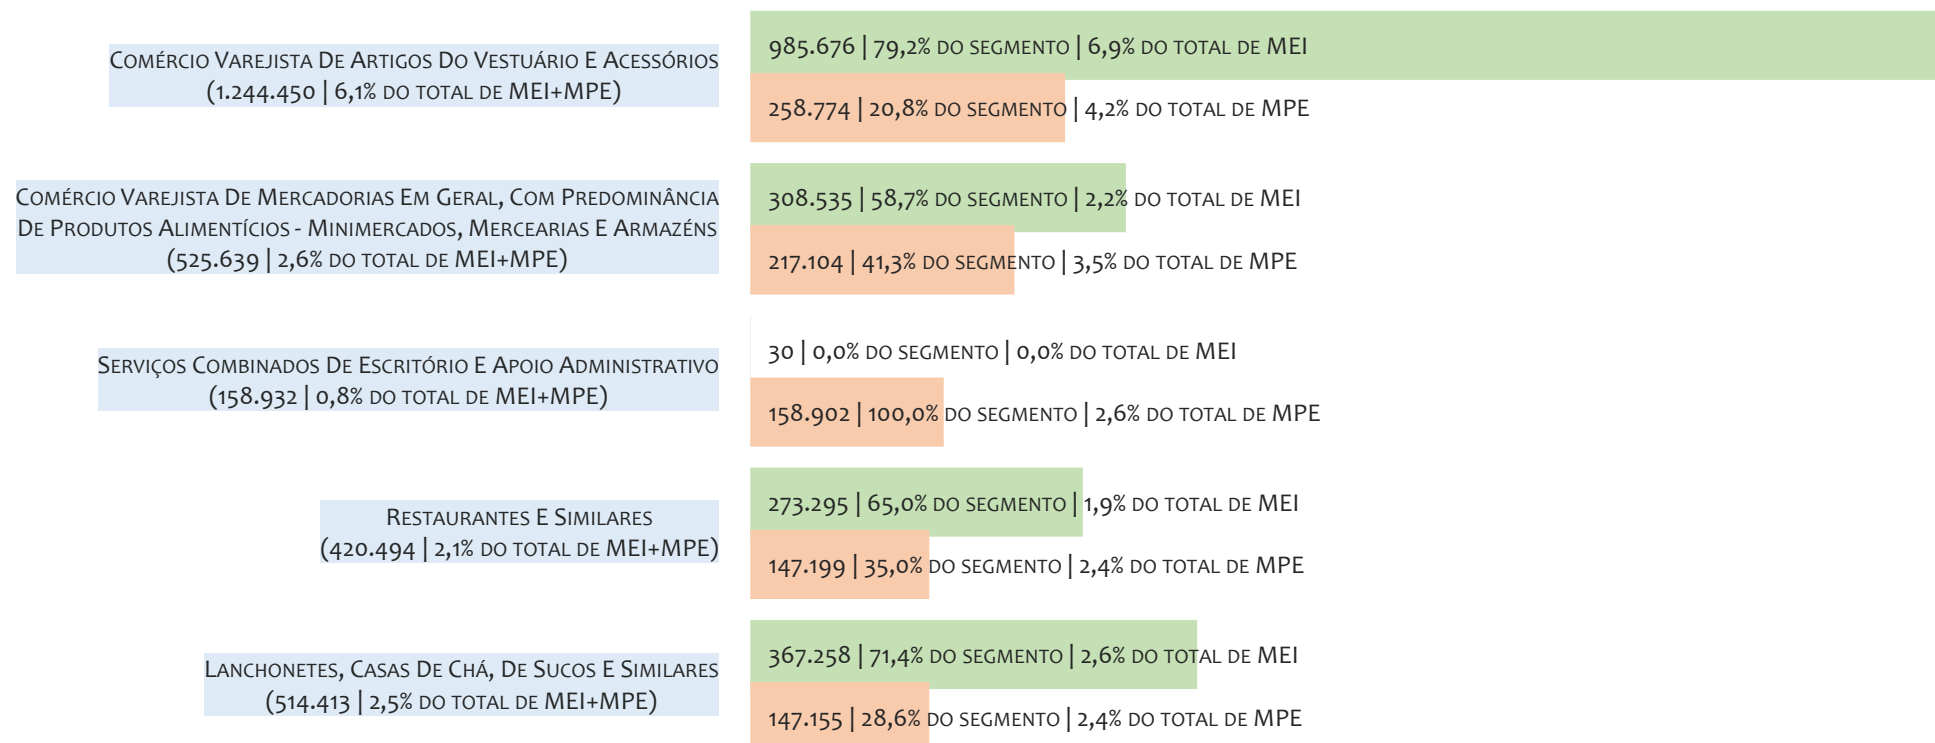 Comércio Varejista De Artigos Do Vestuário E Acessórios
(1.244.450 | 6,1% do total de MEI+MPE)
985.676 | 79,2% do segmento | 6,9% do total de MEI
258.774 | 20,8% do segmento | 4,2% do total de MPE
Comércio Varejista De Mercadorias Em Geral, Com Predominância
De Produtos Alimentícios - Minimercados, Mercearias E Armazéns
(525.639 | 2,6% do total de MEI+MPE)
308.535 | 58,7% do segmento | 2,2% do total de MEI
217.104 | 41,3% do segmento | 3,5% do total de MPE
Serviços Combinados De Escritório E Apoio Administrativo
(158.932 | 0,8% do total de MEI+MPE)
30 | 0,0% do segmento | 0,0% do total de MEI
158.902 | 100,0% do segmento | 2,6% do total de MPE
Restaurantes E Similares
(420.494 | 2,1% do total de MEI+MPE)
273.295 | 65,0% do segmento | 1,9% do total de MEI
147.199 | 35,0% do segmento | 2,4% do total de MPE
Lanchonetes, Casas De Chá, De Sucos E Similares
(514.413 | 2,5% do total de MEI+MPE)
367.258 | 71,4% do segmento | 2,6% do total de MEI
147.155 | 28,6% do segmento | 2,4% do total de MPE